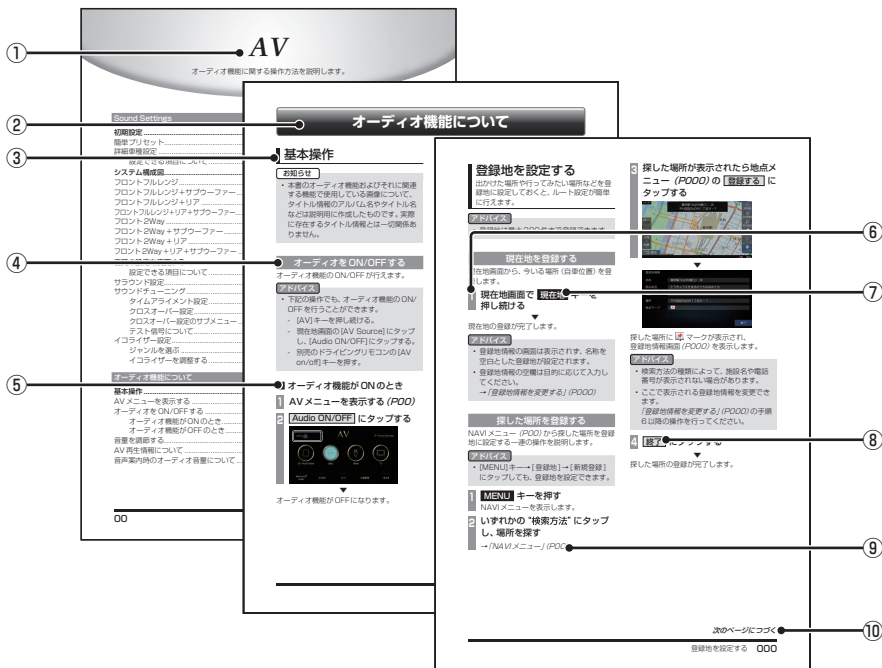 ①
AV
オーディオ機能に関する操作方法を説明します。
Sound Settings
初期設定
簡単プリセット
詳細車種設定
設定できる項目について
システム構成図
フロントフルレンジ
フロントフルレンジ+サブウーファー
フロントフルレンジ+リア
フロントフルレンジ+リア+サブウーファー
フロント2Way
フロント2Way+サブウーファー
フロント2Way+リア
フロント2Way+リア+サブウーファー
設定できる項目について
サラウンド設定
サウンドチューニング
タイムアライメント設定
クロスオーバー設定
クロスオーバー設定のサブメニュー
テスト信号について
イコライザー設定
ジャンルを選ぶ
イコライザーを調整する
オーディオ機能について
基本操作
AVメニューを表示する
オーディオをON/OFFする
オーディオ機能がONのとき
オーディオ機能がOFFのとき
音量を調節する
AV再生情報について
音声案内時のオーディオ音量について
00
②
オーディオ機能について
③
基本操作
お知らせ
・本書のオーディオ機能およびそれに関連
する機能で使用している画像について、
タイトル情報のアルバム名やタイトル名
などは説明用に作成したものです。実際
に存在するタイトル情報とは一切関係あ
りません。
④
オーディオをON/OFFする
オーディオ機能のON/OFFが行えます。
アドバイス
・下記の操作でも、オーディオ機能のON/
OFFを行うことができます。
- [AV]キーを押し続ける。
- 現在地画面の[AV Source]にタップ
し、[Audio ON/OFF]にタップする。
- 別売のドライビングリモコンの[AV
on/off]キーを押す。
⑤
オーディオ機能がONのとき
1 AVメニューを表示する (P00)
2 Audio ON/OFF にタップする
AV
▼
オーディオ機能がOFFになります。
登録地を設定する
出かけた場所や行ってみたい場所などを登
録地に設定しておくと、ルート設定が簡単
に行えます。
アドバイス
⑥
現在地を登録する
現在地画面から、今いる場所(自車位置)を登
録します。
1 現在地画面で 現在地 キーを
押し続ける
⑦
▼
現在地の登録が完了します。
アドバイス
・登録地情報の画面は表示されず、名称を
空白とした登録地が設定されます。
・登録地情報の空欄は目的に応じて入力し
てください。
→「登録地情報を変更する」(P000)
探した場所を登録する
NAVIメニュー (P00) から探した場所を登録
地に設定する一連の操作を説明します。
アドバイス
・[MENU]キー→[登録地]→[新規登録]
にタップしても、登録地を設定できます。
1 MENU キーを押す
NAVIメニューを表示します。
2 いずれかの“検索方法”にタップ
し、場所を探す
→「NAVIメニュー」(P00
⑨
3 探した場所が表示されたら地点メ
ニュー (P000) の 登録する に
タップする
▼
探した場所に マークが表示され、
登録地情報画面 (P000) を表示します。
アドバイス
・検索方法の種類によって、施設名や電話
番号が表示されない場合があります。
・ここで表示される登録地情報を変更でき
ます。
「登録地情報を変更する」(P000) の手順
6以降の操作を行ってください。
4 終了 にタップする
⑧
▼
探した場所の登録が完了します。
次のページにつづく
⑩
登録地を設定する 000